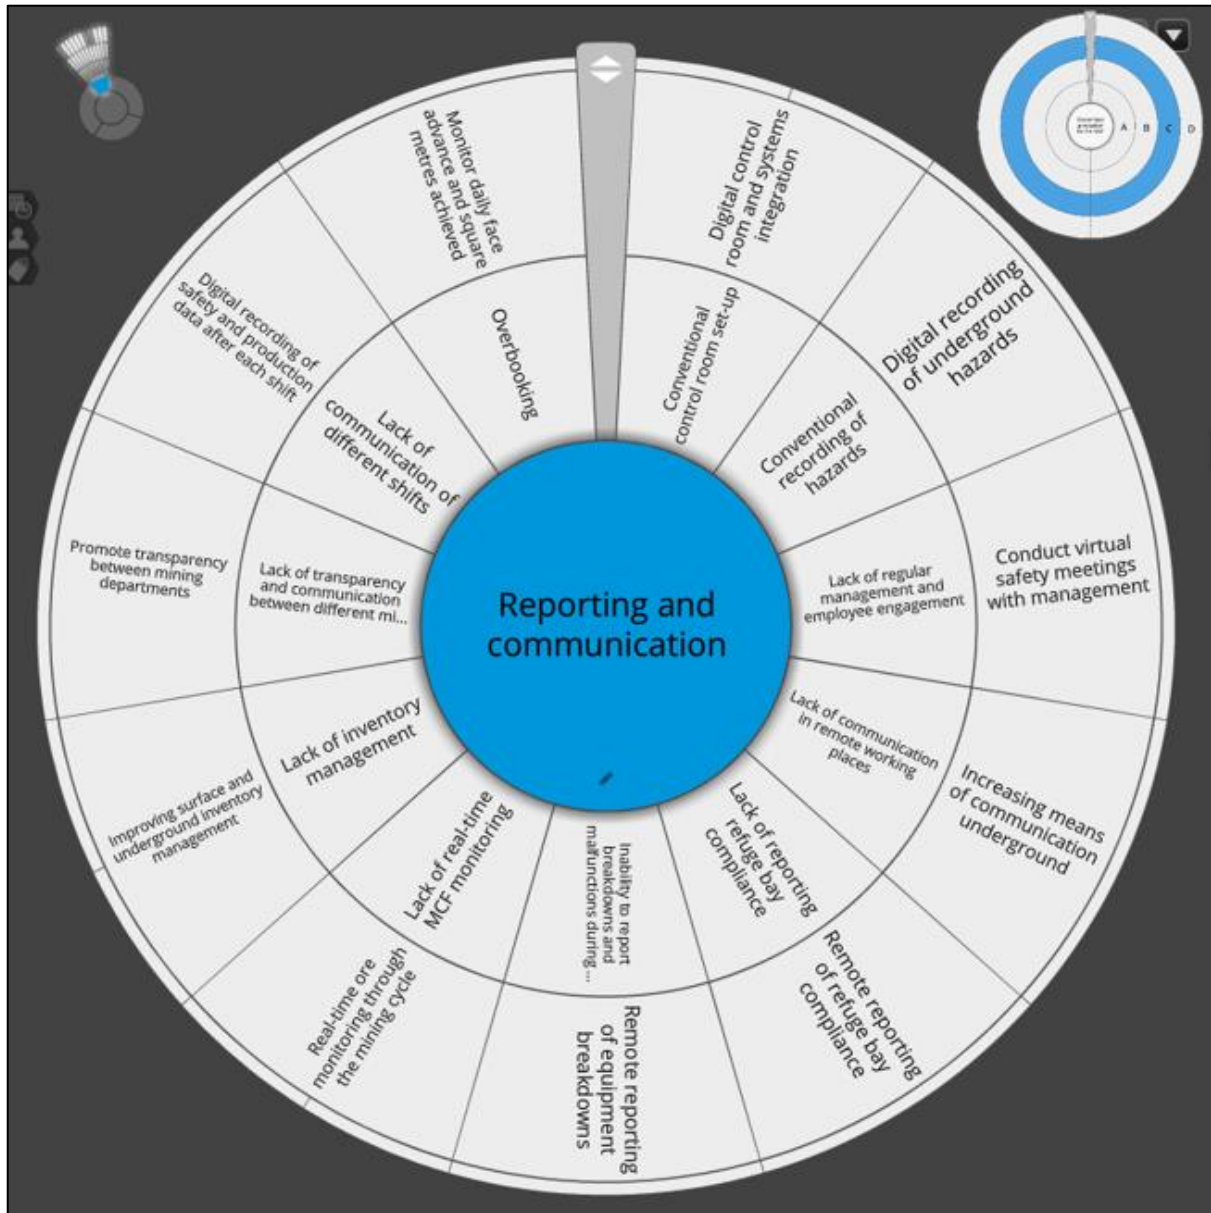 Reporting and
communication
Conventional
control room set-up
Conventional
recording of
hazards
Lack of regular
management and
employee engagement
Lack of communication
in remote working
places
Lack of reporting
refuge bay
compliance
Inability to report
breakdowns and
malfunctions during ...
Lack of real-time
MCF monitoring
Lack of inventory
management
Lack of transparency
and communication
between different mi...
Lack of
communication of
different shifts
Overbooking
Digital control
room and systems
integration
Digital recording
of underground
hazards
Conduct virtual
safety meetings
with management
Increasing means
of communication
underground
Remote reporting
of refuge bay
compliance
Remote reporting
of equipment
breakdowns
Real-time ore
monitoring through
the mining cycle
Improving surface and
underground inventory
management
Promote transparency
between mining
departments
Digital recording of
safety and production
data after each shift
Monitor daily face
advance and square
metres achieved
A B C D